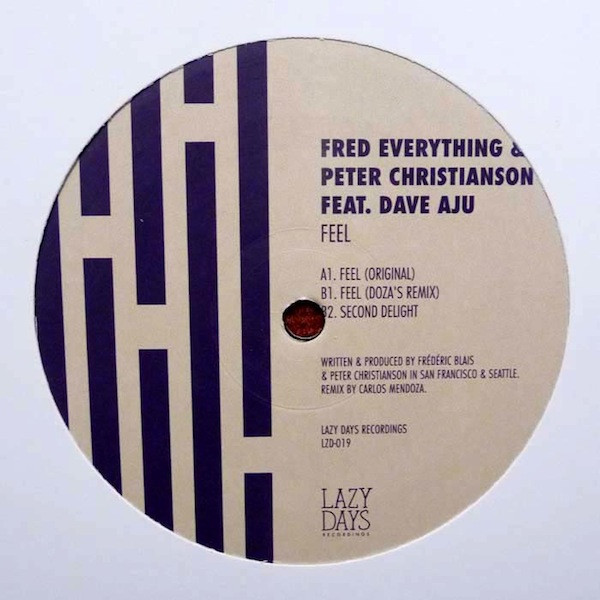 FRED EVERYTHING &
PETER CHRISTIANSON
FEAT. DAVE AJU
FEEL
A1. FEEL (ORIGINAL)
B1. FEEL (DOZA'S REMIX)
B2. SECOND DELIGHT
WRITTEN & PRODUCED BY FRÉDÉRIC BLAIS
& PETER CHRISTIANSON IN SAN FRANCISCO & SEATTLE.
REMIX BY CARLOS MENDOZA.
LAZY DAYS RECORDINGS
LZD-019
LAZY
DAYS
RECORDINGS